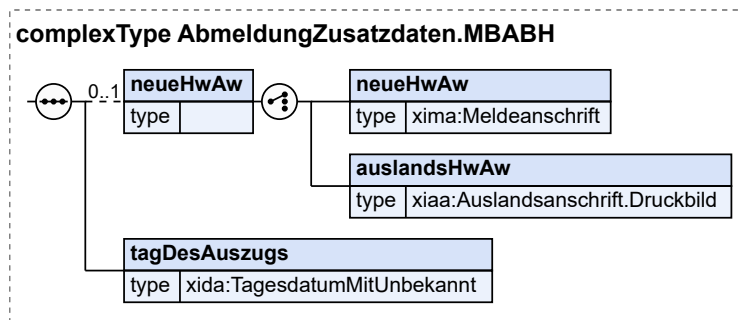 complexType AbmeldungZusatzdaten.MBABH
0..1
neueHwAw
type
neueHwAw
type xima:Meldeanschrift
auslandsHwAw
type xiaa:Auslandsanschrift.Druckbild
tagDesAuszugs
type xida:TagesdatumMitUnbekannt